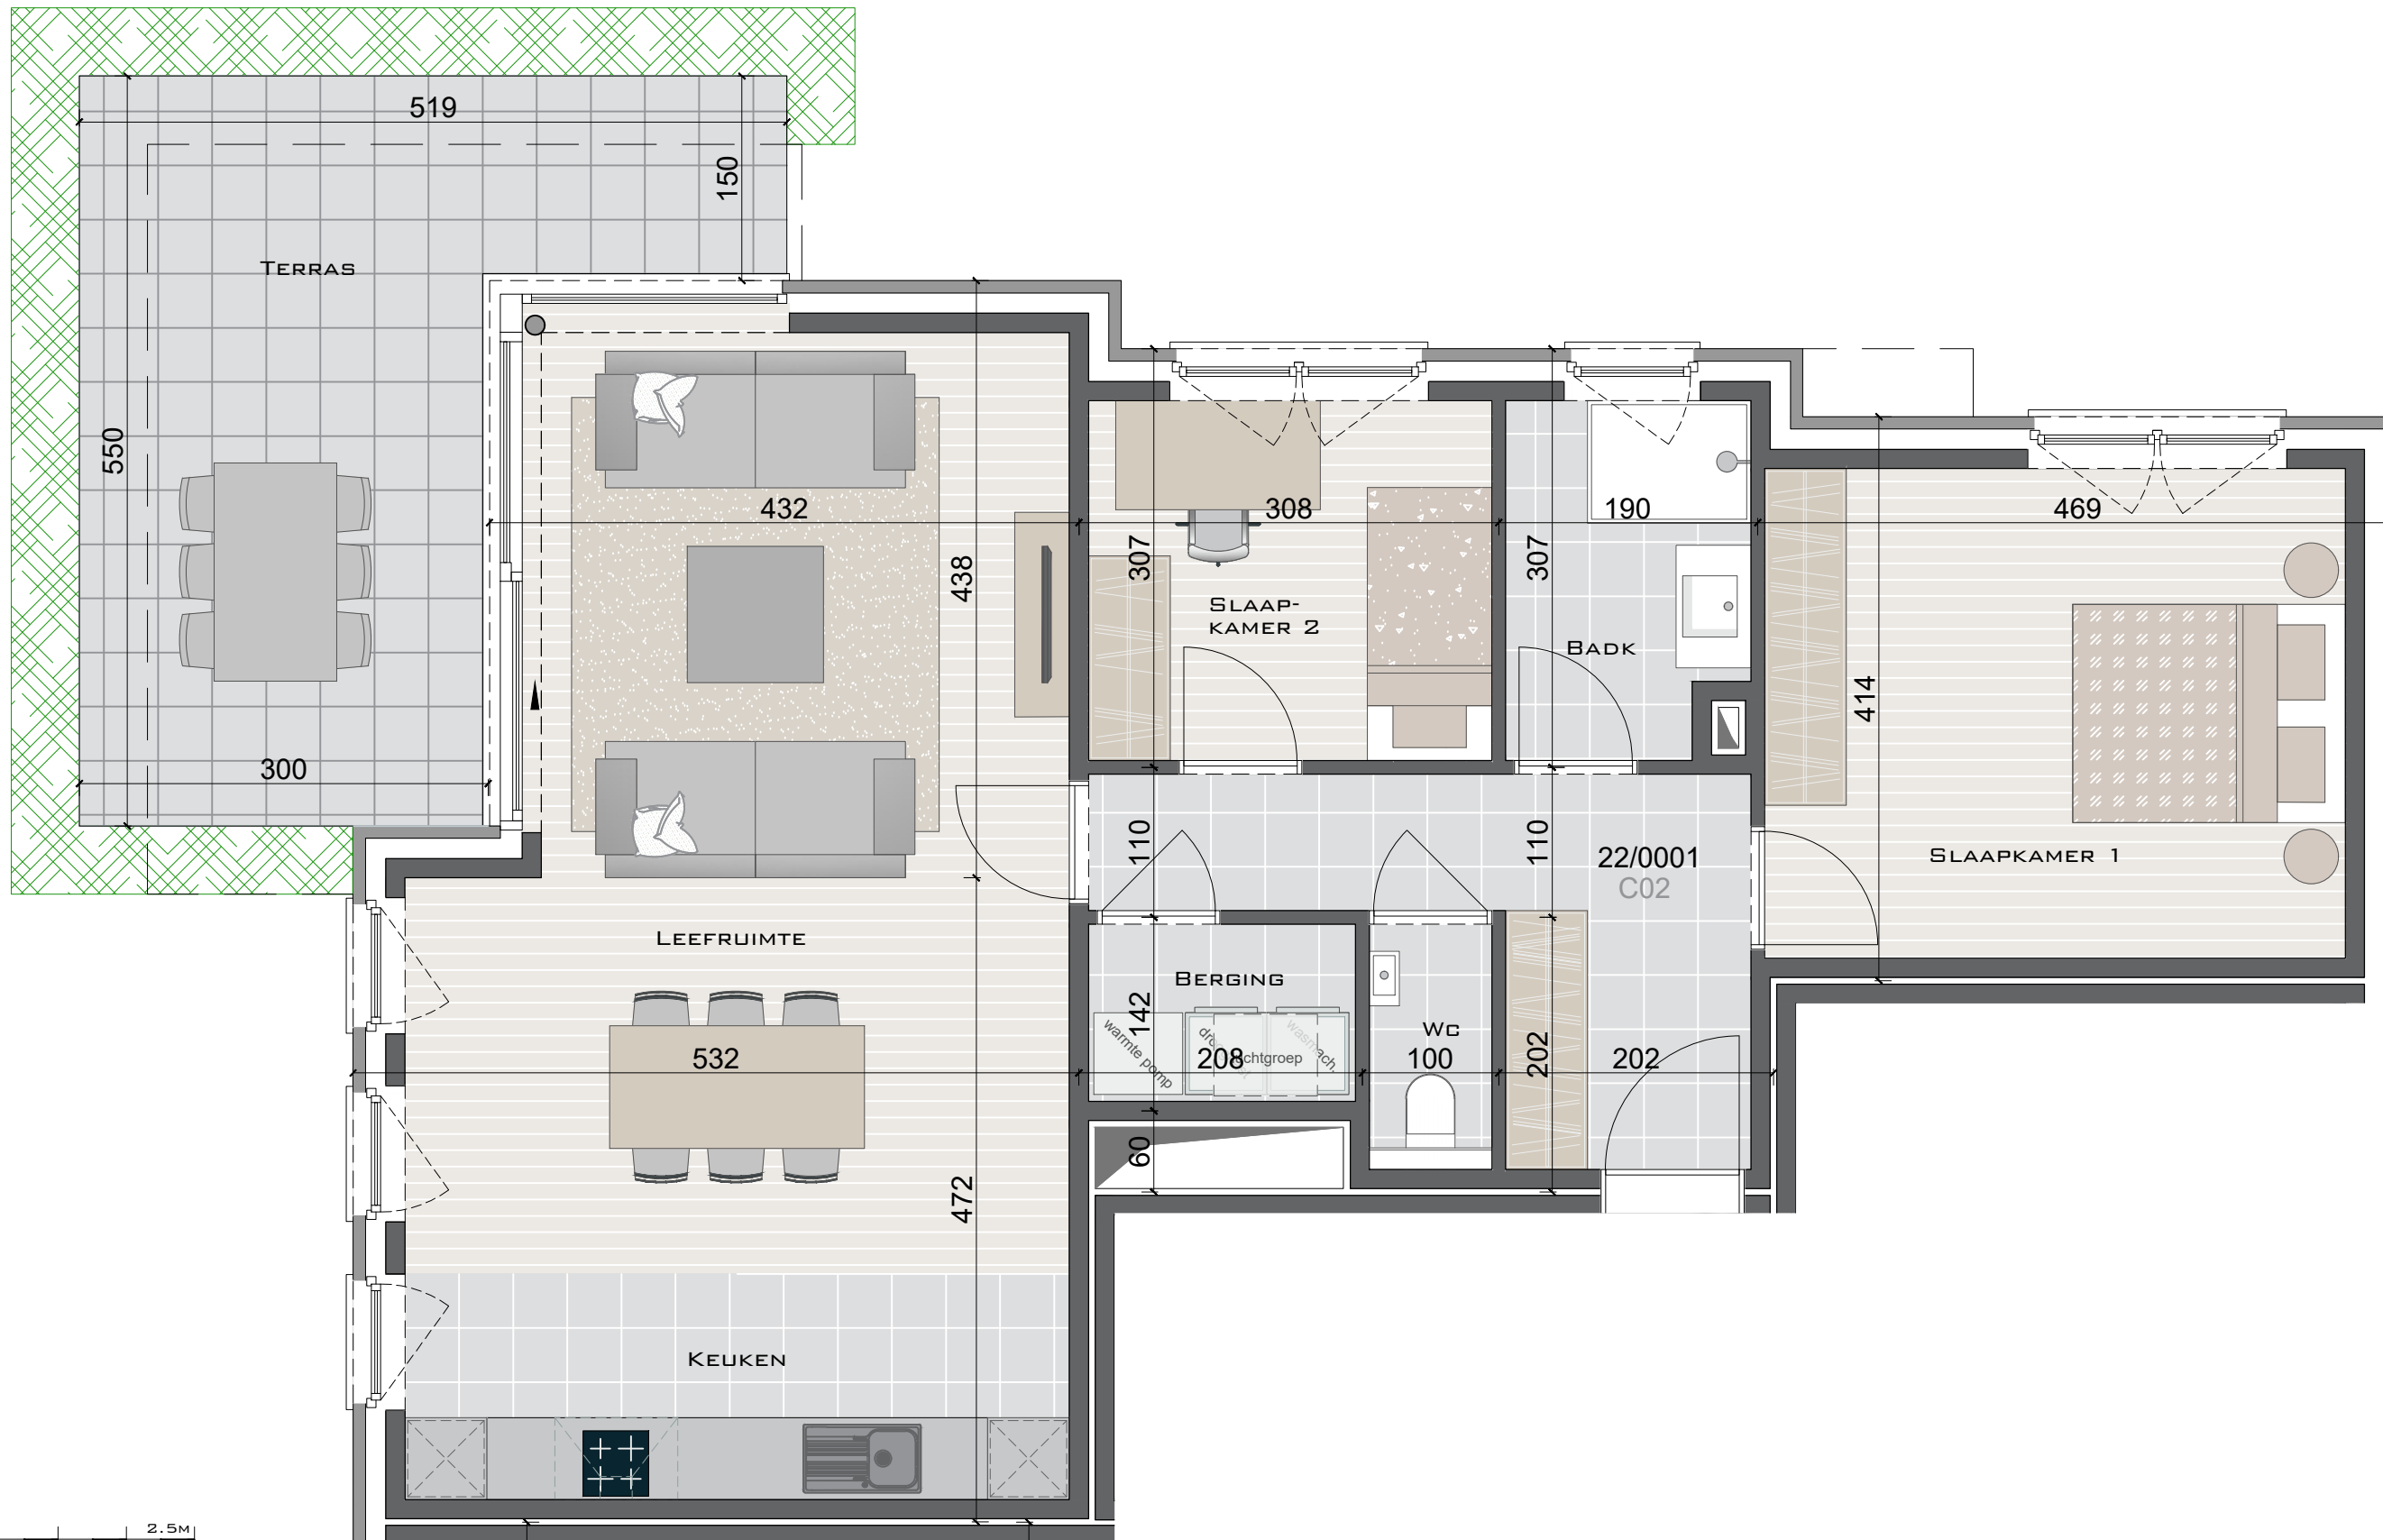 519
150
TERRAS
550
432
308
190
469
438
307
307
SLAAP-
KAMER 2
BADK
414
300
110
110
22/0001
C02
SLAAPKAMER 1
LEEFRUIMTE
BERGING
142
WC
warmte pomp
wasmach.
532
208
100
202
202
60
472
KEUKEN
2.5M